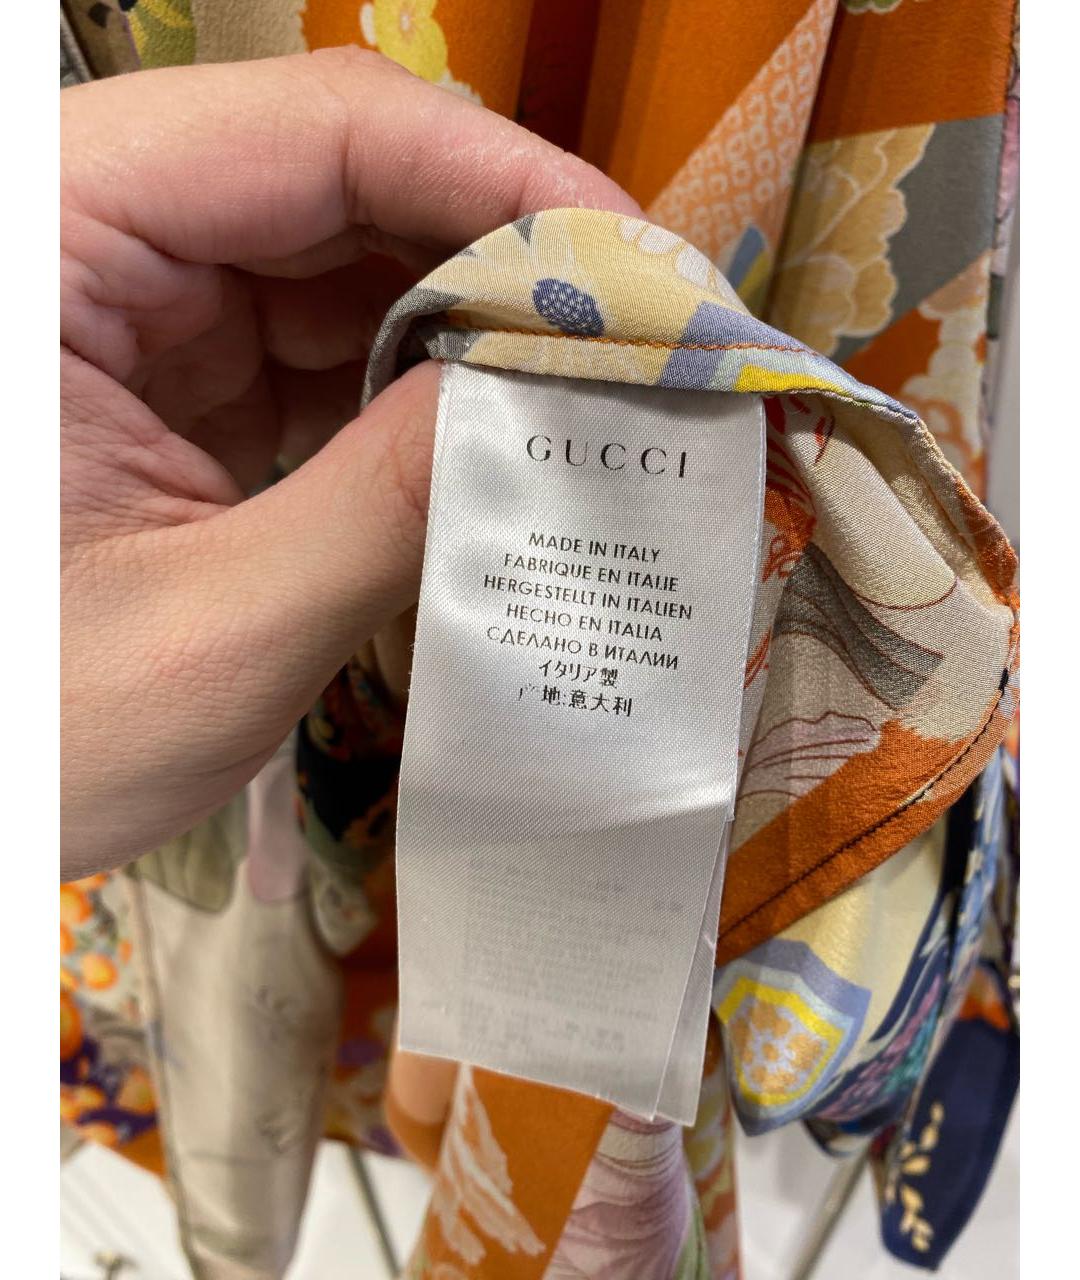 GUCCI
MADE IN ITALY
FABRIQUE EN ITALIE
HERGESTELLT IN ITALIEN
HECHO EN ITALIA
СДЕЛАНО В ИТАЛИИ
イタリア製
产地:意大利